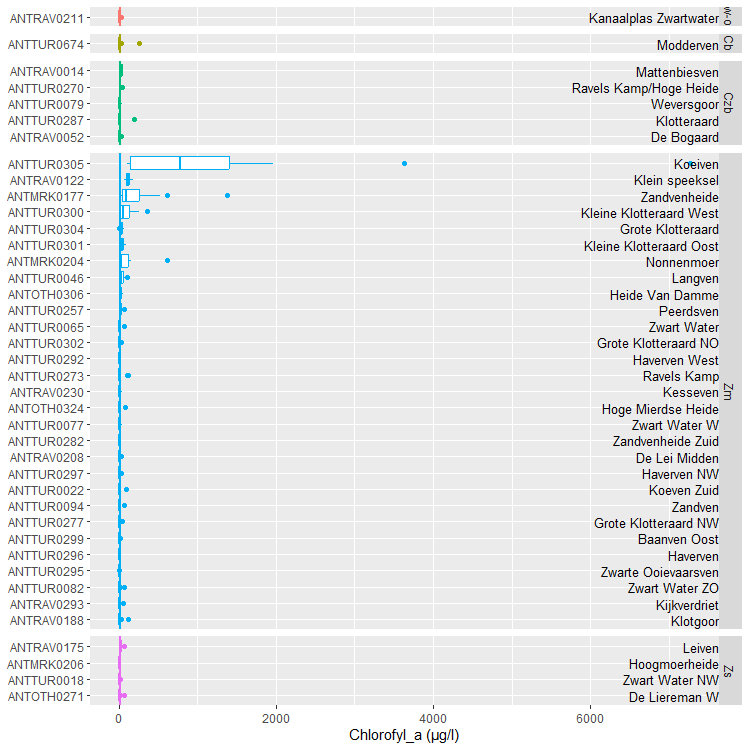 ANTRAV0211 Kanaalplas Zwartwater
ANTTUR0674 Modderven Cb
ANTRAV0014 Mattenbiesven
ANTTUR0270 Ravels Kamp/Hoge Heide
ANTTUR0079 Weversgoor Czb
ANTTUR0287 Klotteraard
ANTRAV0052 De Bogaard
ANTTUR0305 Koeiven
ANTRAV0122 Klein speeksel
ANTMRK0177 Zandvenheide
ANTTUR0300 Kleine Klotteraard West
ANTTUR0304 Grote Klotteraard
ANTTUR0301 Kleine Klotteraard Oost
ANTMRK0204 Nonnenmoer
ANTTUR0046 Langven
ANTOTH0306 Heide Van Damme
ANTTUR0257 Peerdsven
ANTTUR0065 Zwart Water
ANTTUR0302 Grote Klotteraard NO
ANTTUR0292 Haverven West
ANTTUR0273 Ravels Kamp
ANTRAV0230 Kesseven Zm
ANTOTH0324 Hoge Mierdse Heide
ANTTUR0077 Zwart Water W
ANTTUR0282 Zandvenheide Zuid
ANTRAV0208 De Lei Midden
ANTTUR0297 Haverven NW
ANTTUR0022 Koeven Zuid
ANTTUR0094 Zandven
ANTTUR0277 Grote Klotteraard NW
ANTTUR0299 Baanven Oost
ANTTUR0296 Haverven
ANTTUR0295 Zwarte Ooievaarsven
ANTTUR0082 Zwart Water ZO
ANTRAV0293 Kijkverdriet
ANTRAV0188 Klotgoor
ANTRAV0175 Leiven
ANTMRK0206 Hoogmoerheide
ANTTUR0018 Zwart Water NW Zs
ANTOTH0271 De Liereman W
0 2000 4000 6000
Chlorofyl_a (µg/l)